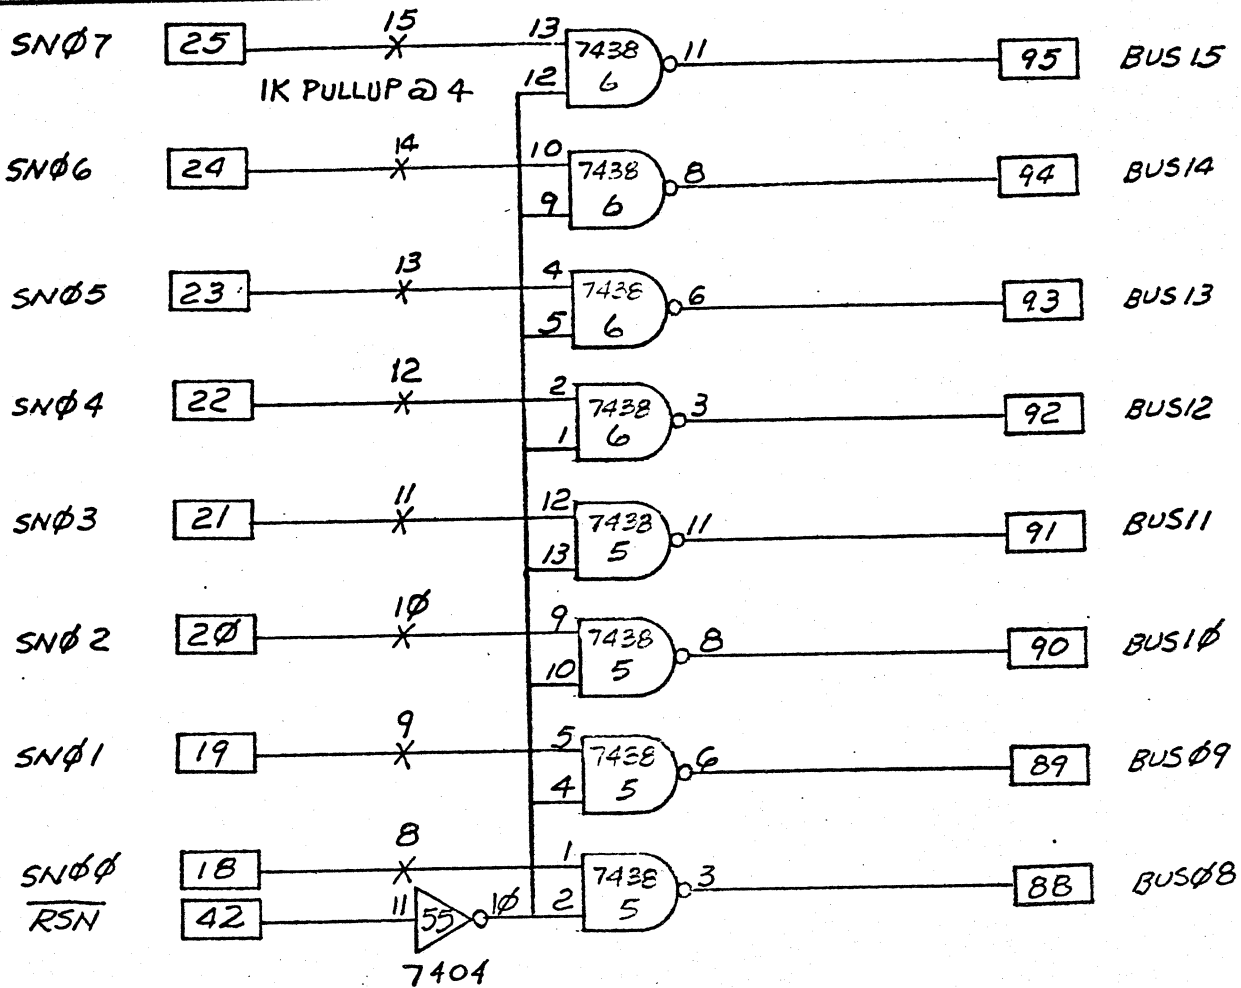 SNØ7 25 15 13 7438 6 11 95 BUS 15
1K PULLUP @ 4 12
SNØ6 24 14 10 7438 6 8 94 BUS14
9
SNØ5 23 13 4 7438 6 6 93 BUS 13
5
SNØ4 22 12 2 7438 6 3 92 BUS12
1
SNØ3 21 11 12 7438 5 11 91 BUS11
13
SNØ2 2Ø 1Ø 9 7438 5 8 90 BUS1Ø
10
SNØ1 19 9 5 7438 5 6 89 BUSØ9
4
SNØØ 18 8 1 7438 5 3 88 BUSØ8
RSN 42 11 55 1Ø 2
7404